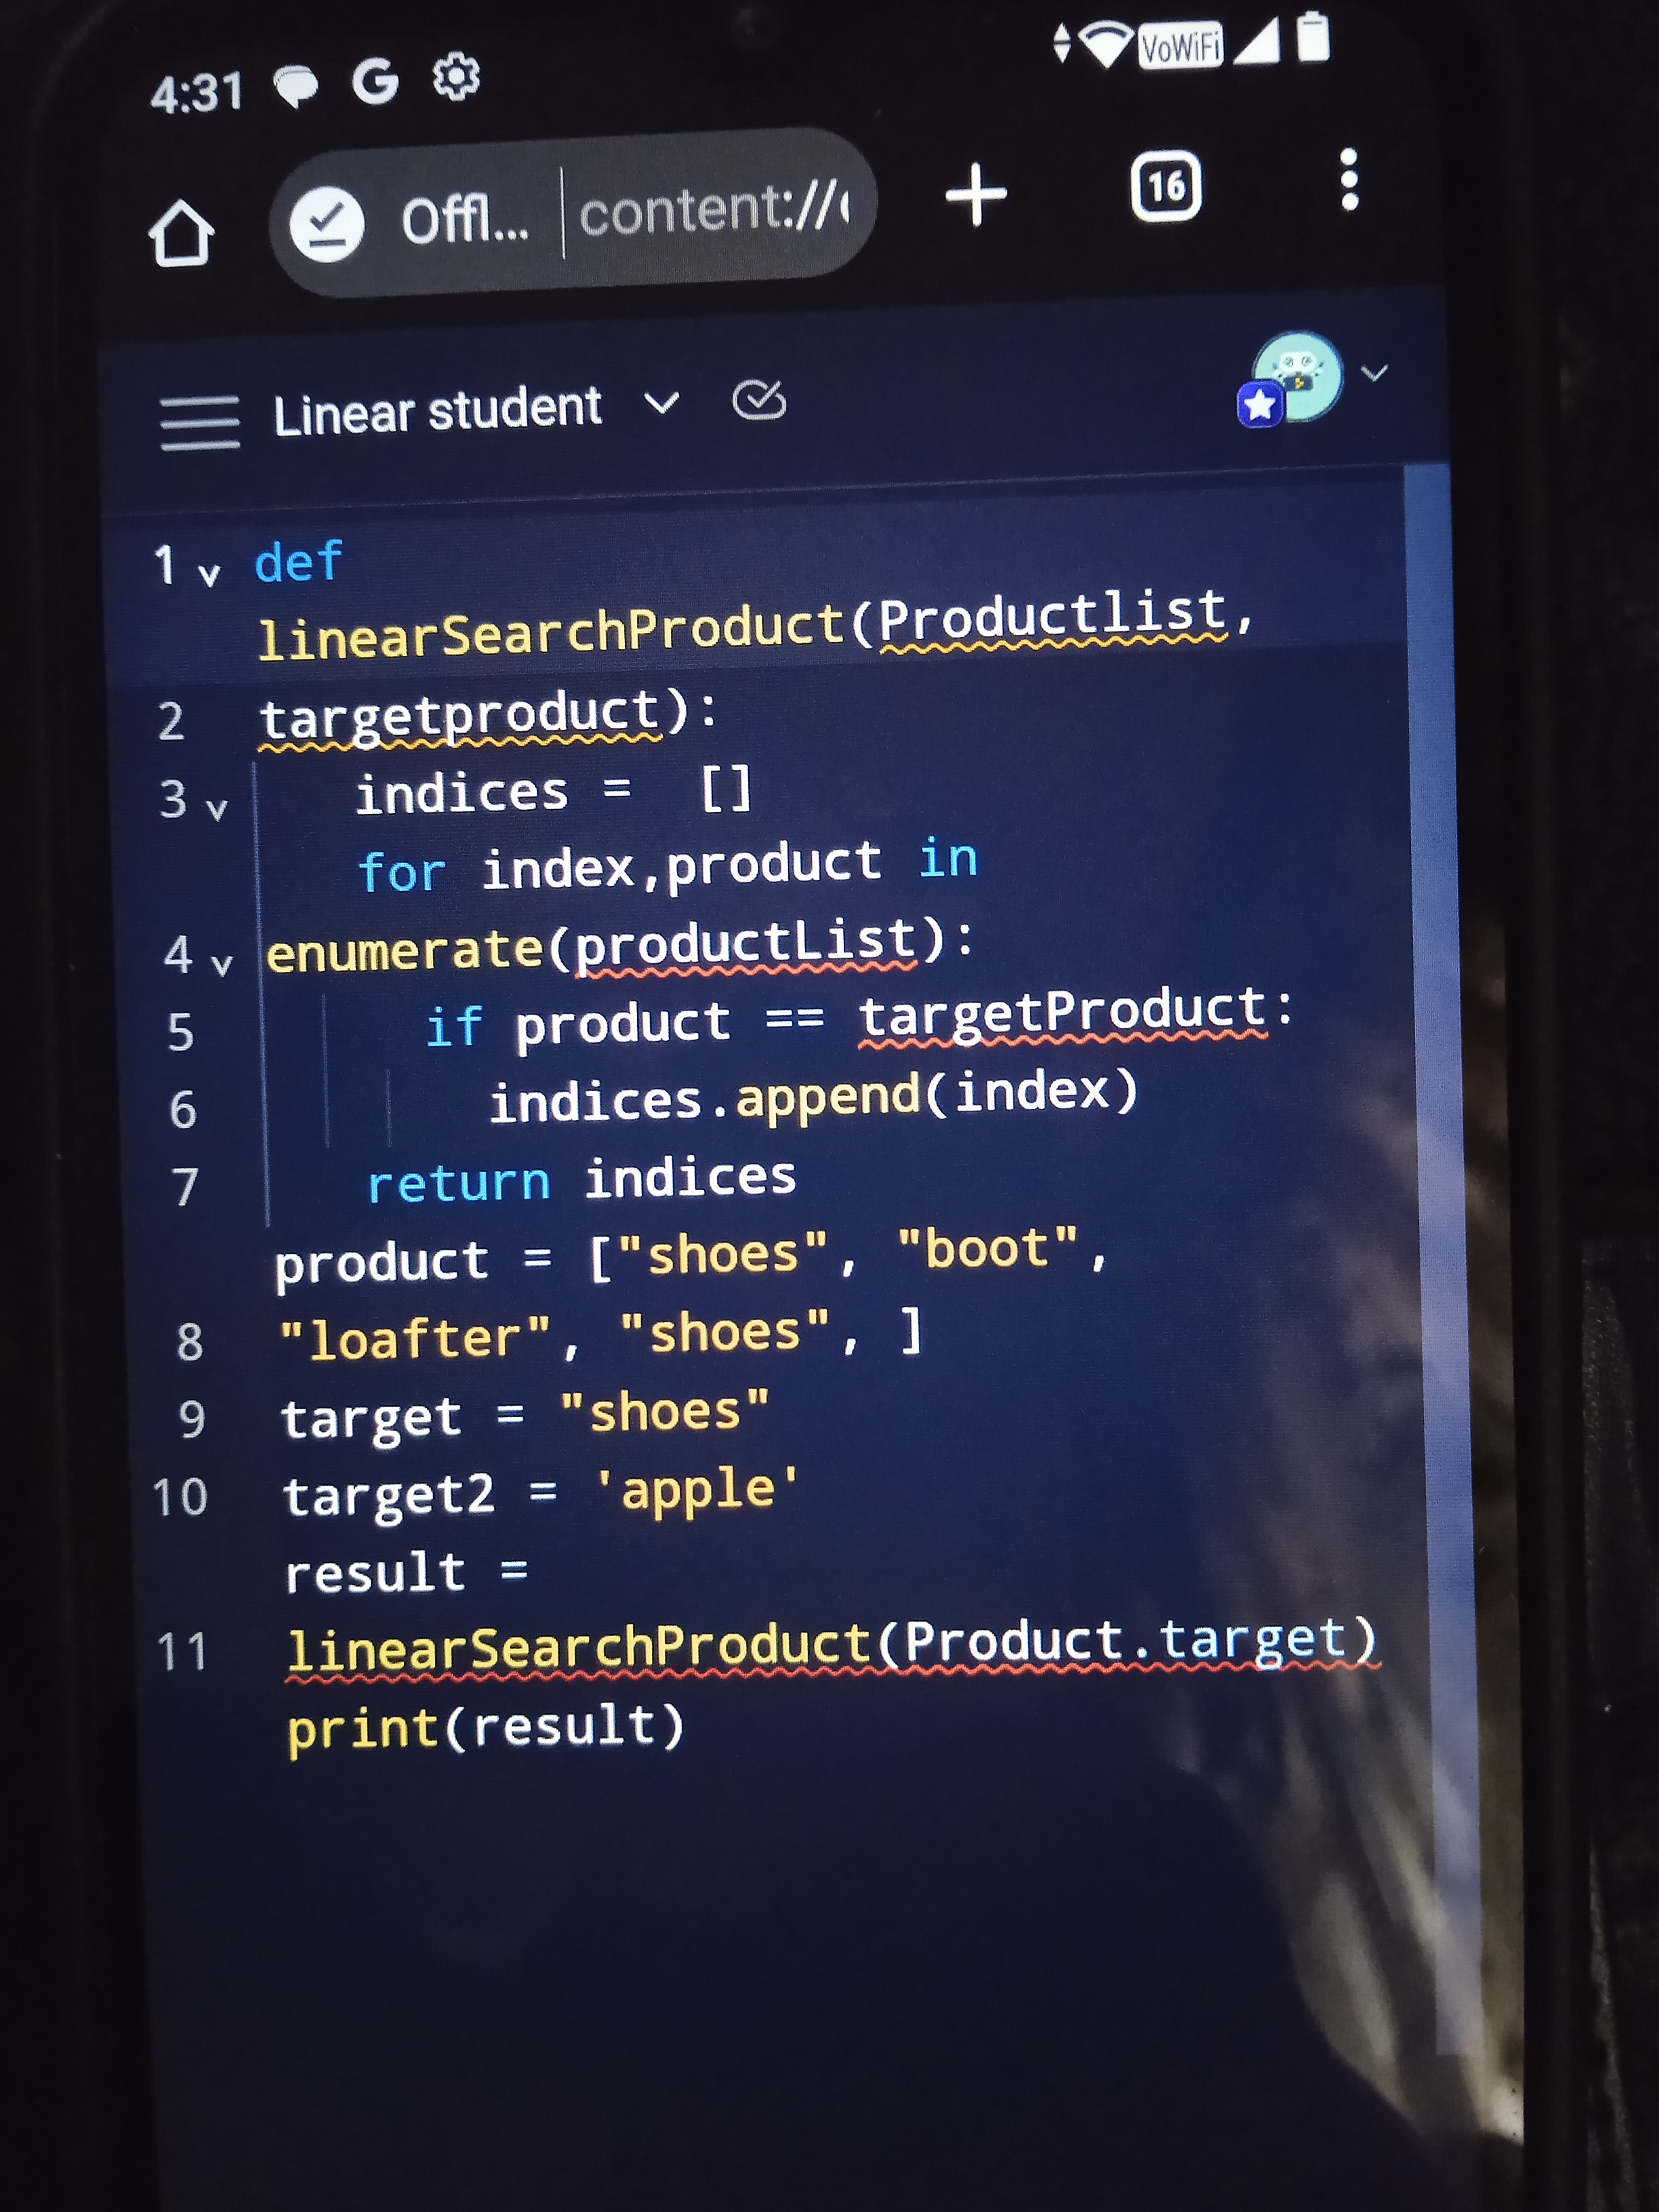 4:31 G VoWiFi
Offl... content:// 16
Linear student
1 def
linearSearchProduct(Productlist,
2 targetproduct):
3 indices =  []
for index,product in
4 enumerate(productList):
5 if product == targetProduct:
6 indices.append(index)
7 return indices
product = ["shoes", "boot",
8 "loafter", "shoes", ]
9 target = "shoes"
10 target2 = 'apple'
result =
11 linearSearchProduct(Product.target)
print(result)